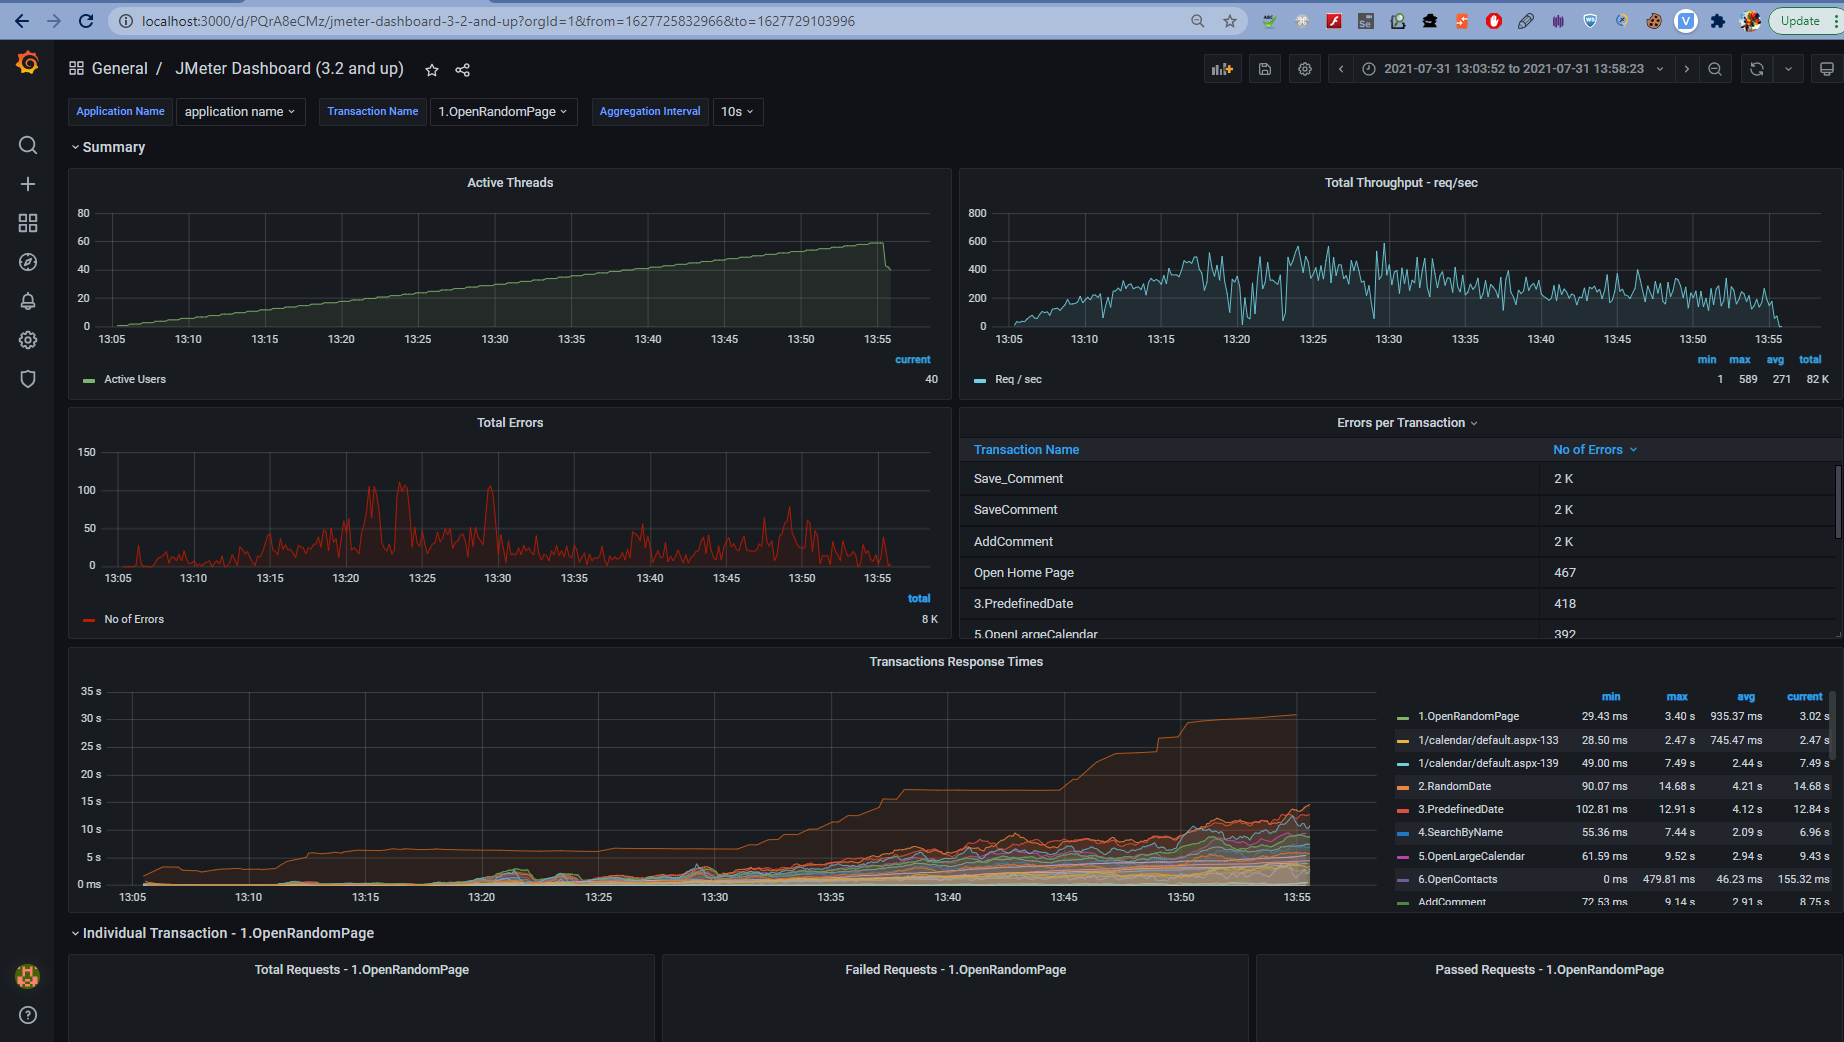 localhost:3000/d/PQrA8eCMz/jmeter-dashboard-3-2-and-up?orgId=1&from=1627725832966&to=1627729103996
Update
General / JMeter Dashboard (3.2 and up)
2021-07-31 13:03:52 to 2021-07-31 13:58:23
Application Name application name Transaction Name 1.OpenRandomPage Aggregation Interval 10s
Summary
Active Threads
80
60
40
20
0
13:05 13:10 13:15 13:20 13:25 13:30 13:35 13:40 13:45 13:50 13:55
current
Active Users 40
Total Throughput - req/sec
800
600
400
200
0
13:05 13:10 13:15 13:20 13:25 13:30 13:35 13:40 13:45 13:50 13:55
min max avg total
Req / sec 1 589 271 82 K
Total Errors
150
100
50
0
13:05 13:10 13:15 13:20 13:25 13:30 13:35 13:40 13:45 13:50 13:55
total
No of Errors 8 K
Errors per Transaction
Transaction Name No of Errors
Save_Comment 2 K
SaveComment 2 K
AddComment 2 K
Open Home Page 467
3.PredefinedDate 418
5.OpenLargeCalendar 392
Transactions Response Times
35 s
30 s
25 s
20 s
15 s
10 s
5 s
0 ms
13:05 13:10 13:15 13:20 13:25 13:30 13:35 13:40 13:45 13:50 13:55
min max avg current
1.OpenRandomPage 29.43 ms 3.40 s 935.37 ms 3.02 s
1/calendar/default.aspx-133 28.50 ms 2.47 s 745.47 ms 2.47 s
1/calendar/default.aspx-139 49.00 ms 7.49 s 2.44 s 7.49 s
2.RandomDate 90.07 ms 14.68 s 4.21 s 14.68 s
3.PredefinedDate 102.81 ms 12.91 s 4.12 s 12.84 s
4.SearchByName 55.36 ms 7.44 s 2.09 s 6.96 s
5.OpenLargeCalendar 61.59 ms 9.52 s 2.94 s 9.43 s
6.OpenContacts 0 ms 479.81 ms 46.23 ms 155.32 ms
AddComment 72.53 ms 9.14 s 2.91 s 8.75 s
Individual Transaction - 1.OpenRandomPage
Total Requests - 1.OpenRandomPage
Failed Requests - 1.OpenRandomPage
Passed Requests - 1.OpenRandomPage